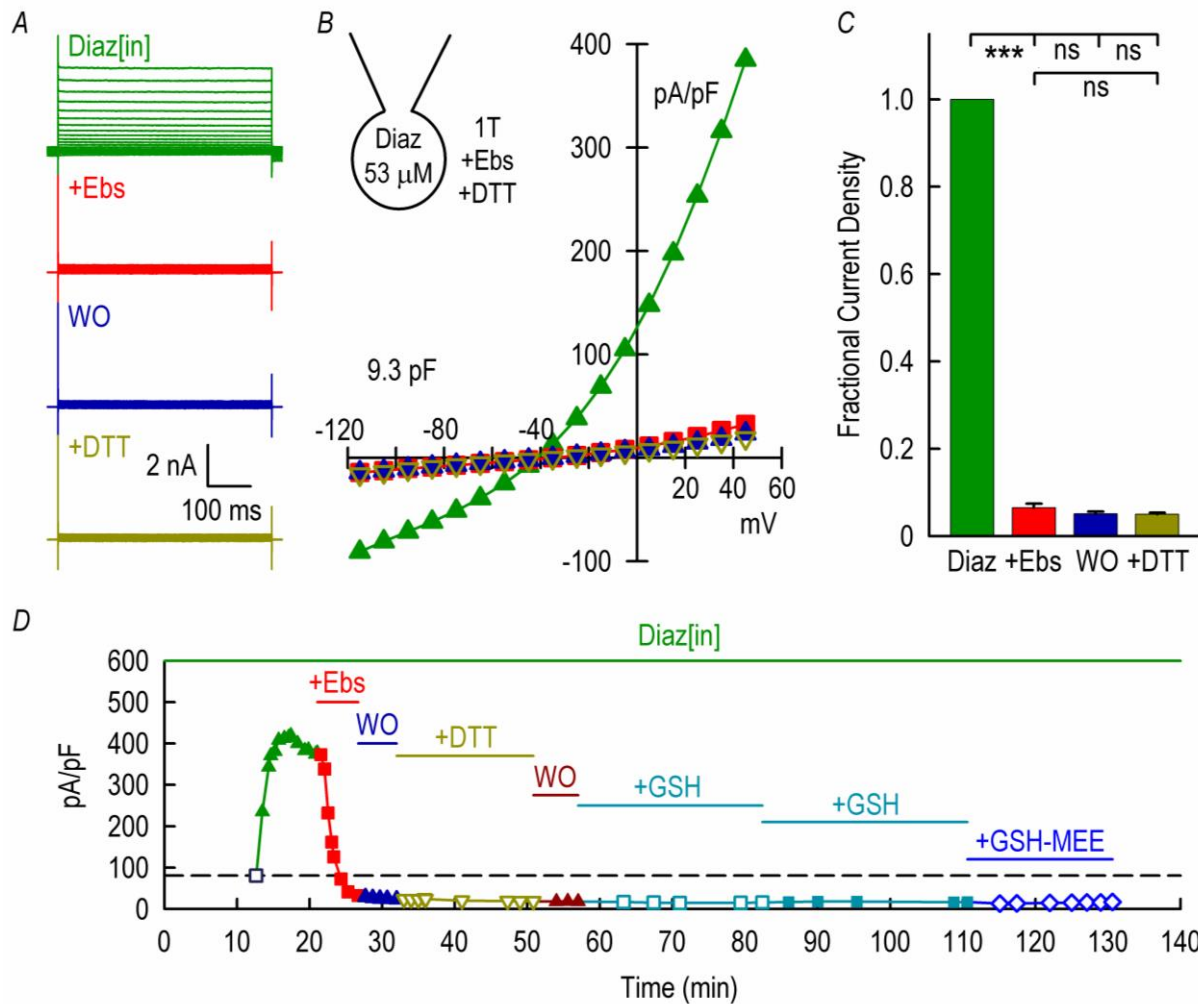 A
Diaz[in]
+Ebs
WO
+DTT
2 nA
100 ms
B
Diaz
53 μM
1T
+Ebs
+DTT
9.3 pF
pA/pF
400
300
200
100
-100
-120
-80
-40
20
40
60
mV
C
***
ns
ns
ns
Fractional Current Density
1.0
0.8
0.6
0.4
0.2
0
Diaz +Ebs WO +DTT
D
Diaz[in]
+Ebs
WO
+DTT
WO
+GSH
+GSH
+GSH-MEE
pA/pF
600
500
400
300
200
100
0
0 10 20 30 40 50 60 70 80 90 100 110 120 130 140
Time (min)